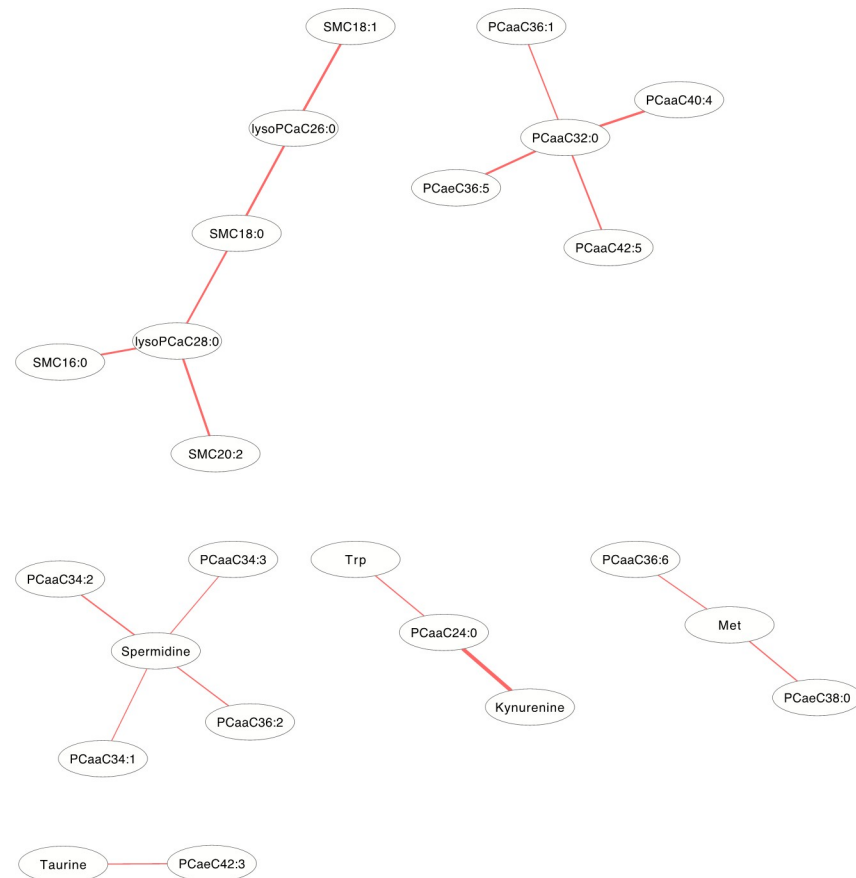 SMC18:1
PCaaC36:1
PCaaC40:4
lysoPCaC26:0
PCaaC32:0
PCaeC36:5
SMC18:0
PCaaC42:5
lysoPCaC28:0
SMC16:0
SMC20:2
PCaaC34:3
Trp
PCaaC36:6
PCaaC34:2
Met
PCaaC24:0
Spermidine
PCaeC38:0
Kynurenine
PCaaC36:2
PCaaC34:1
Taurine
PCaeC42:3